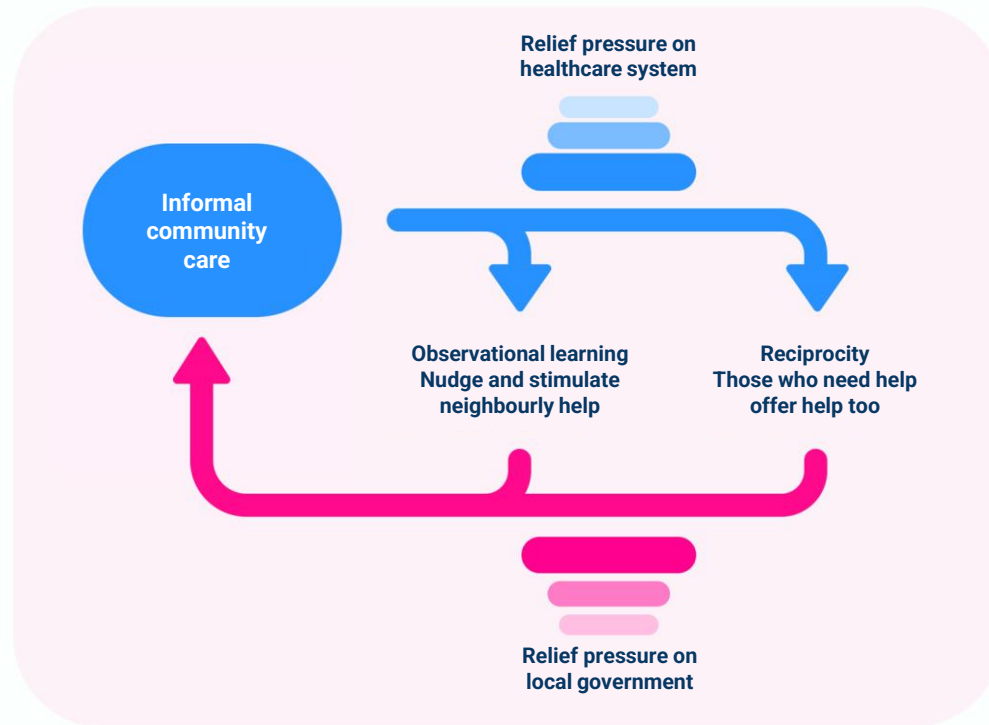 Relief pressure on
healthcare system
Informal
community
care
Observational learning
Nudge and stimulate
neighbourly help
Reciprocity
Those who need help
offer help too
Relief pressure on
local government